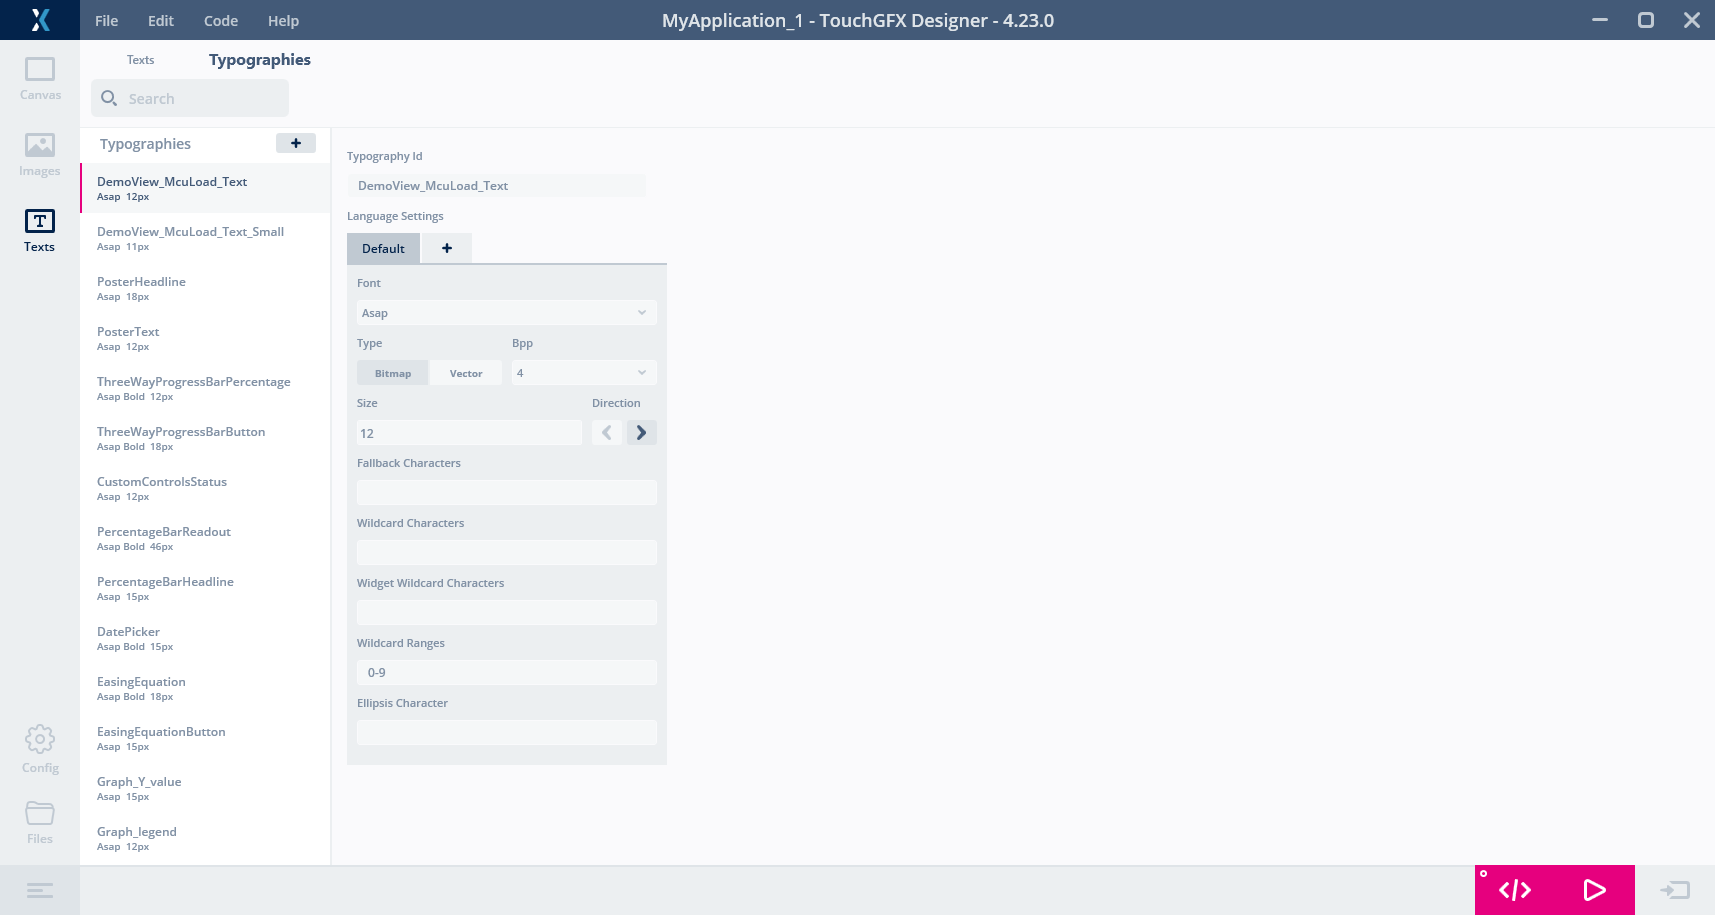 File Edit Code Help
MyApplication_1 - TouchGFX Designer - 4.23.0
Canvas
Images
Texts
Config
Files
Texts Typographies
Search
Typographies +
DemoView_McuLoad_Text
Asap 12px
DemoView_McuLoad_Text_Small
Asap 11px
PosterHeadline
Asap 18px
PosterText
Asap 12px
ThreeWayProgressBarPercentage
Asap Bold 12px
ThreeWayProgressBarButton
Asap Bold 18px
CustomControlsStatus
Asap 12px
PercentageBarReadout
Asap Bold 46px
PercentageBarHeadline
Asap 15px
DatePicker
Asap Bold 15px
EasingEquation
Asap Bold 18px
EasingEquationButton
Asap 15px
Graph_Y_value
Asap 15px
Graph_legend
Asap 12px
Typography Id
DemoView_McuLoad_Text
Language Settings
Default +
Font
Asap
Type Bpp
Bitmap Vector 4
Size Direction
12
Fallback Characters
Wildcard Characters
Widget Wildcard Characters
Wildcard Ranges
0-9
Ellipsis Character